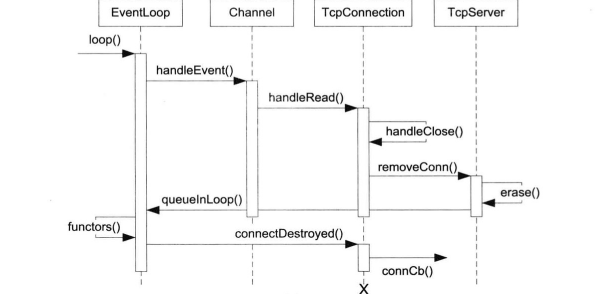 EventLoop Channel TcpConnection TcpServer
loop()
handleEvent()
handleRead()
handleClose()
removeConn()
erase()
queueInLoop()
functors()
connectDestroyed()
connCb()
X